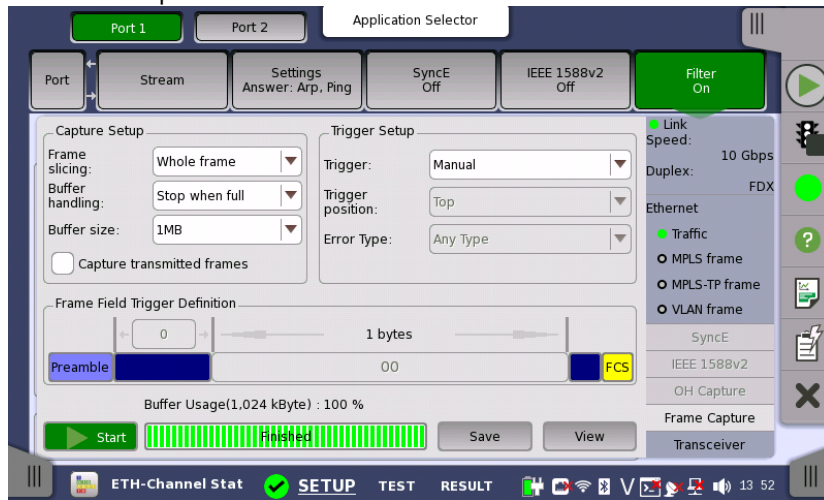 Application Selector
Port 1
Port 2
Port
Stream
Settings
Answer: Arp, Ping
SyncE
Off
IEEE 1588v2
Off
Filter
On
Capture Setup
Frame
slicing:
Whole frame
Buffer
handling:
Stop when full
Buffer size:
1MB
Capture transmitted frames
Trigger Setup
Trigger:
Manual
Trigger
position:
Top
Error Type:
Any Type
Link
Speed:
10 Gbps
Duplex:
FDX
Ethernet
Traffic
MPLS frame
MPLS-TP frame
VLAN frame
SyncE
IEEE 1588v2
OH Capture
Frame Capture
Transceiver
Frame Field Trigger Definition
0
1 bytes
Preamble
00
FCS
Buffer Usage(1,024 kByte) : 100 %
Start
Finished
Save
View
ETH-Channel Stat
SETUP
TEST
RESULT
V
13 52